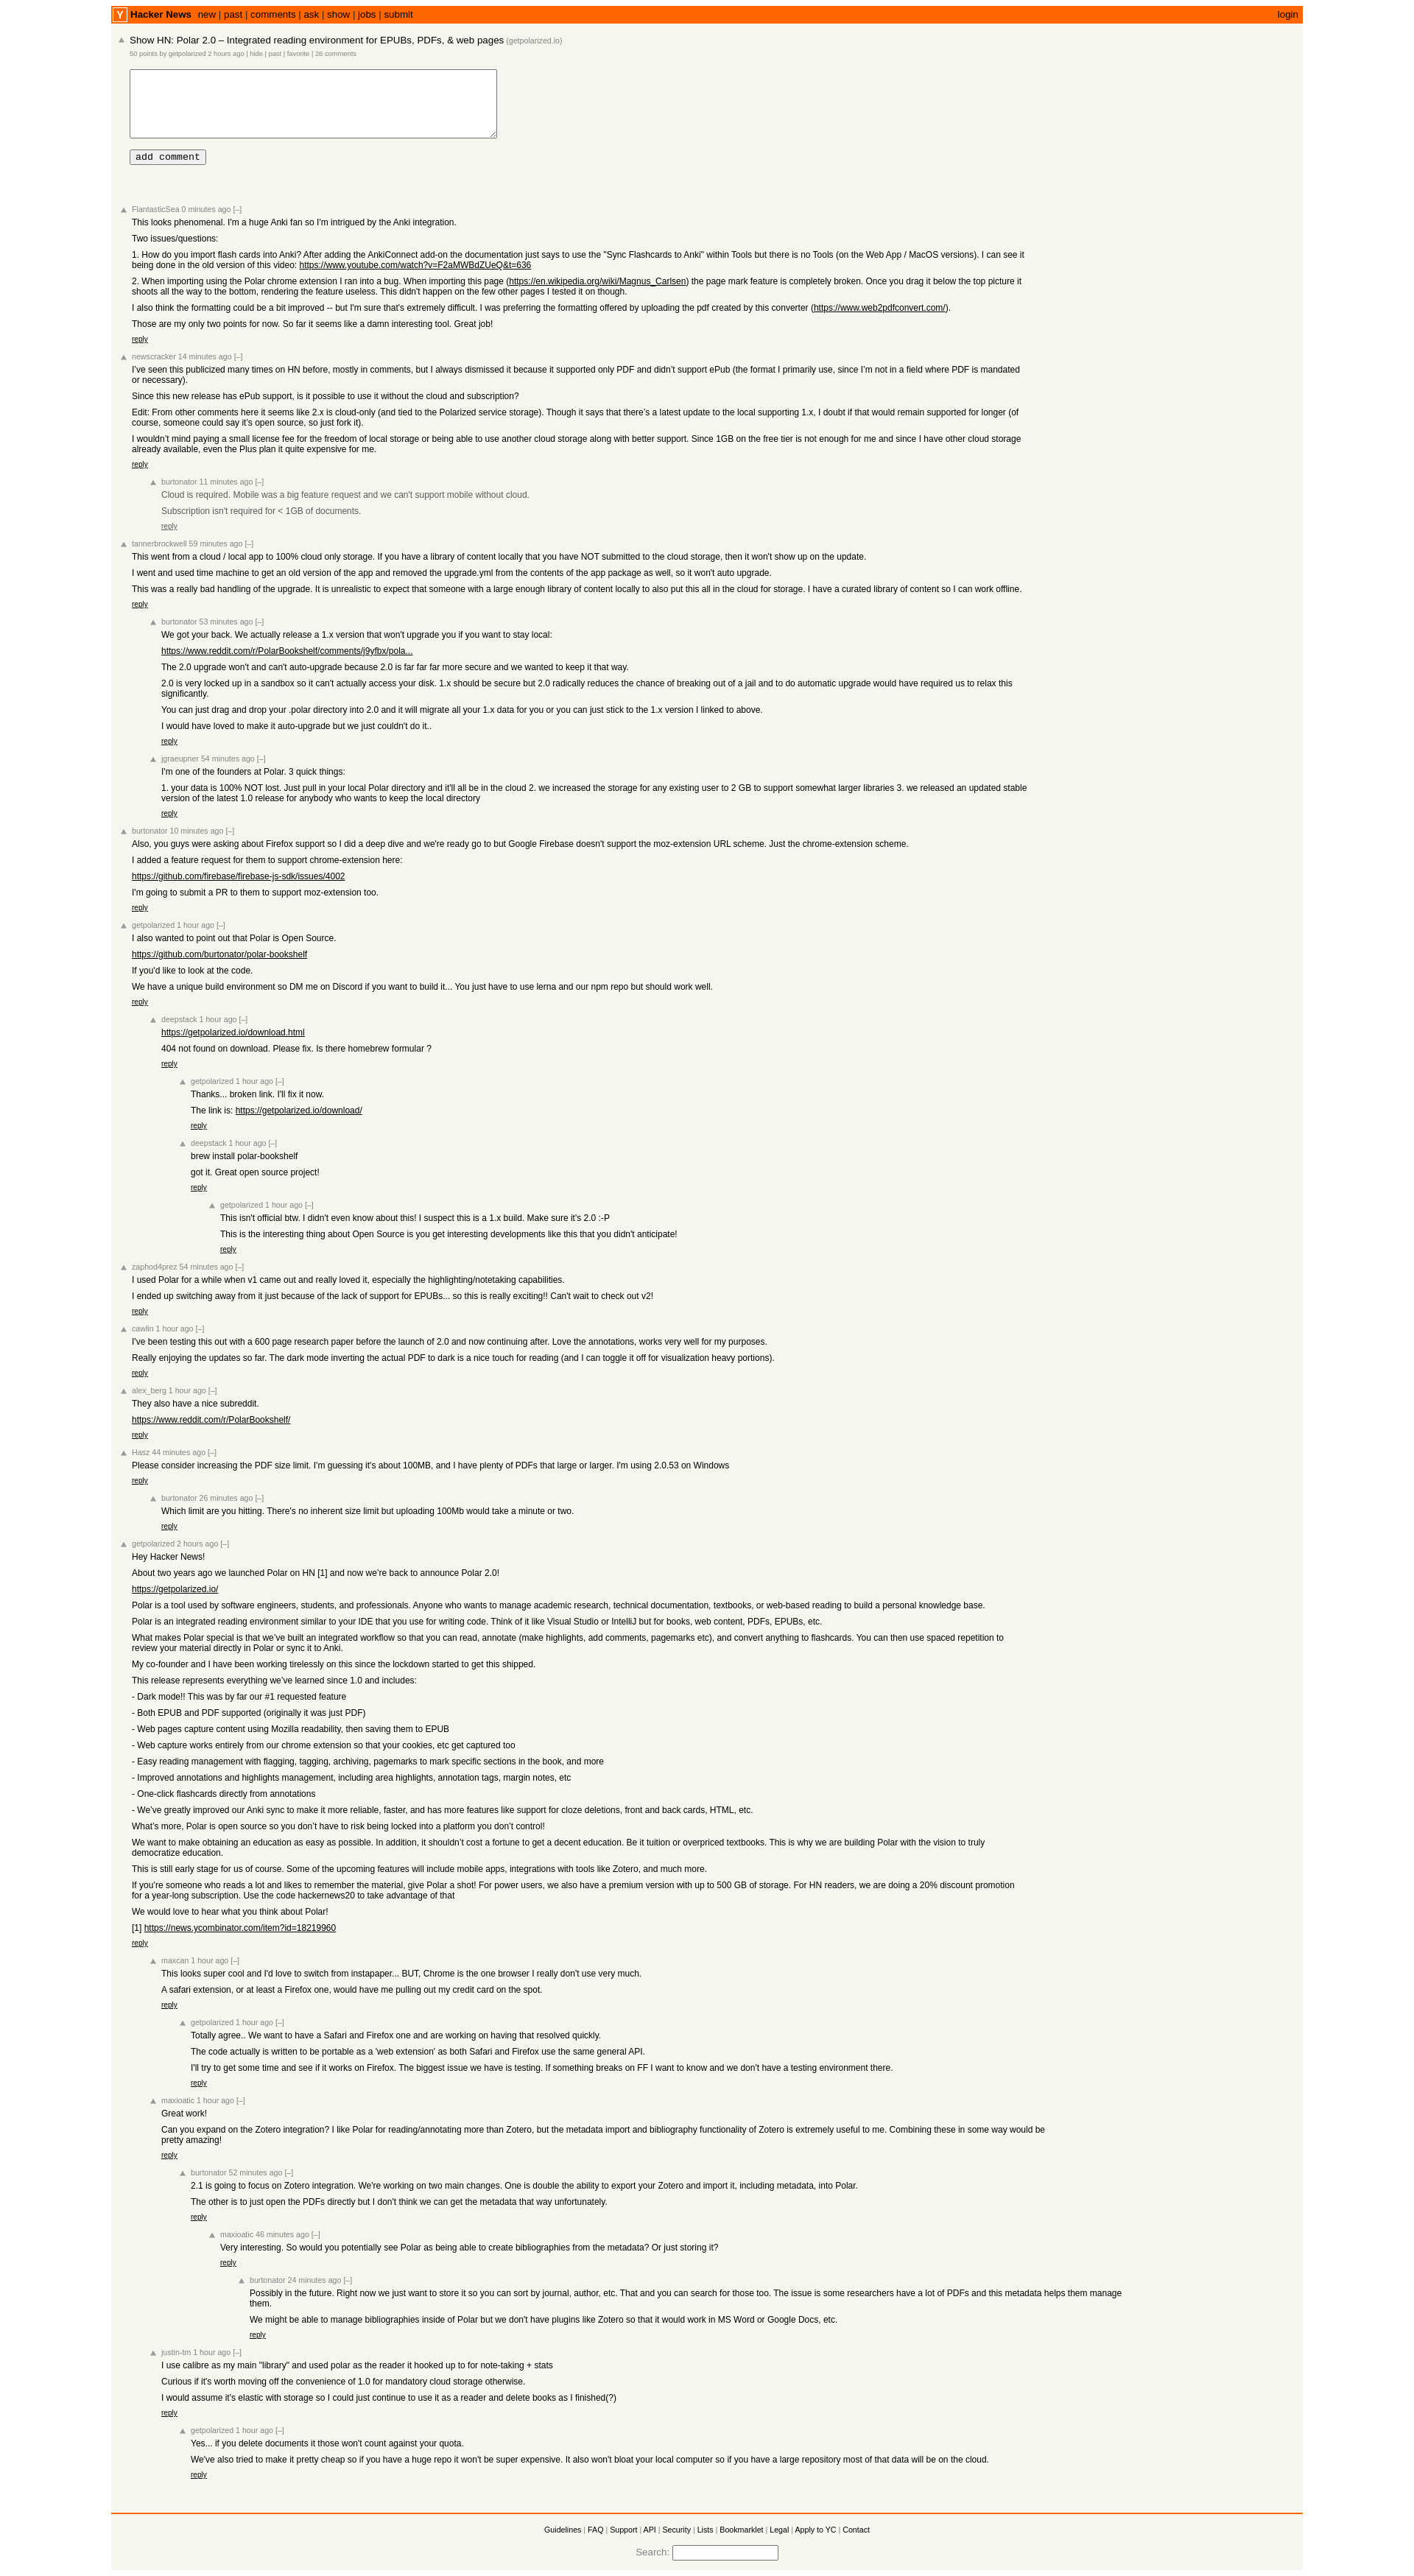 Y Hacker News new | past | comments | ask | show | jobs | submit login
Show HN: Polar 2.0 – Integrated reading environment for EPUBs, PDFs, & web pages (getpolarized.io)
50 points by getpolarized 2 hours ago | hide | past | favorite | 26 comments
add comment
FlantasticSea 0 minutes ago [–]
This looks phenomenal. I'm a huge Anki fan so I'm intrigued by the Anki integration.
Two issues/questions:
1. How do you import flash cards into Anki? After adding the AnkiConnect add-on the documentation just says to use the "Sync Flashcards to Anki" within Tools but there is no Tools (on the Web App / MacOS versions). I can see it
being done in the old version of this video: https://www.youtube.com/watch?v=F2aMWBdZUeQ&t=636
2. When importing using the Polar chrome extension I ran into a bug. When importing this page (https://en.wikipedia.org/wiki/Magnus_Carlsen) the page mark feature is completely broken. Once you drag it below the top picture it
shoots all the way to the bottom, rendering the feature useless. This didn't happen on the few other pages I tested it on though.
I also think the formatting could be a bit improved -- but I'm sure that's extremely difficult. I was preferring the formatting offered by uploading the pdf created by this converter (https://www.web2pdfconvert.com/).
Those are my only two points for now. So far it seems like a damn interesting tool. Great job!
reply
newscracker 14 minutes ago [–]
I've seen this publicized many times on HN before, mostly in comments, but I always dismissed it because it supported only PDF and didn't support ePub (the format I primarily use, since I'm not in a field where PDF is mandated
or necessary).
Since this new release has ePub support, is it possible to use it without the cloud and subscription?
Edit: From other comments here it seems like 2.x is cloud-only (and tied to the Polarized service storage). Though it says that there's a latest update to the local supporting 1.x, I doubt if that would remain supported for longer (of
course, someone could say it's open source, so just fork it).
I wouldn't mind paying a small license fee for the freedom of local storage or being able to use another cloud storage along with better support. Since 1GB on the free tier is not enough for me and since I have other cloud storage
already available, even the Plus plan it quite expensive for me.
reply
burtonator 11 minutes ago [–]
Cloud is required. Mobile was a big feature request and we can't support mobile without cloud.
Subscription isn't required for < 1GB of documents.
reply
tannerbrockwell 59 minutes ago [–]
This went from a cloud / local app to 100% cloud only storage. If you have a library of content locally that you have NOT submitted to the cloud storage, then it won't show up on the update.
I went and used time machine to get an old version of the app and removed the upgrade.yml from the contents of the app package as well, so it won't auto upgrade.
This was a really bad handling of the upgrade. It is unrealistic to expect that someone with a large enough library of content locally to also put this all in the cloud for storage. I have a curated library of content so I can work offline.
reply
burtonator 53 minutes ago [–]
We got your back. We actually release a 1.x version that won't upgrade you if you want to stay local:
https://www.reddit.com/r/PolarBookshelf/comments/j9yfbx/pola...
The 2.0 upgrade won't and can't auto-upgrade because 2.0 is far far far more secure and we wanted to keep it that way.
2.0 is very locked up in a sandbox so it can't actually access your disk. 1.x should be secure but 2.0 radically reduces the chance of breaking out of a jail and to do automatic upgrade would have required us to relax this
significantly.
You can just drag and drop your .polar directory into 2.0 and it will migrate all your 1.x data for you or you can just stick to the 1.x version I linked to above.
I would have loved to make it auto-upgrade but we just couldn't do it..
reply
jgraeupner 54 minutes ago [–]
I'm one of the founders at Polar. 3 quick things:
1. your data is 100% NOT lost. Just pull in your local Polar directory and it'll all be in the cloud 2. we increased the storage for any existing user to 2 GB to support somewhat larger libraries 3. we released an updated stable
version of the latest 1.0 release for anybody who wants to keep the local directory
reply
burtonator 10 minutes ago [–]
Also, you guys were asking about Firefox support so I did a deep dive and we're ready go to but Google Firebase doesn't support the moz-extension URL scheme. Just the chrome-extension scheme.
I added a feature request for them to support chrome-extension here:
https://github.com/firebase/firebase-js-sdk/issues/4002
I'm going to submit a PR to them to support moz-extension too.
reply
getpolarized 1 hour ago [–]
I also wanted to point out that Polar is Open Source.
https://github.com/burtonator/polar-bookshelf
If you'd like to look at the code.
We have a unique build environment so DM me on Discord if you want to build it... You just have to use lerna and our npm repo but should work well.
reply
deepstack 1 hour ago [–]
https://getpolarized.io/download.html
404 not found on download. Please fix. Is there homebrew formular ?
reply
getpolarized 1 hour ago [–]
Thanks... broken link. I'll fix it now.
The link is: https://getpolarized.io/download/
reply
deepstack 1 hour ago [–]
brew install polar-bookshelf
got it. Great open source project!
reply
getpolarized 1 hour ago [–]
This isn't official btw. I didn't even know about this! I suspect this is a 1.x build. Make sure it's 2.0 :-P
This is the interesting thing about Open Source is you get interesting developments like this that you didn't anticipate!
reply
zaphod4prez 54 minutes ago [–]
I used Polar for a while when v1 came out and really loved it, especially the highlighting/notetaking capabilities.
I ended up switching away from it just because of the lack of support for EPUBs... so this is really exciting!! Can't wait to check out v2!
reply
cawlin 1 hour ago [–]
I've been testing this out with a 600 page research paper before the launch of 2.0 and now continuing after. Love the annotations, works very well for my purposes.
Really enjoying the updates so far. The dark mode inverting the actual PDF to dark is a nice touch for reading (and I can toggle it off for visualization heavy portions).
reply
alex_berg 1 hour ago [–]
They also have a nice subreddit.
https://www.reddit.com/r/PolarBookshelf/
reply
Hasz 44 minutes ago [–]
Please consider increasing the PDF size limit. I'm guessing it's about 100MB, and I have plenty of PDFs that large or larger. I'm using 2.0.53 on Windows
reply
burtonator 26 minutes ago [–]
Which limit are you hitting. There's no inherent size limit but uploading 100Mb would take a minute or two.
reply
getpolarized 2 hours ago [–]
Hey Hacker News!
About two years ago we launched Polar on HN [1] and now we're back to announce Polar 2.0!
https://getpolarized.io/
Polar is a tool used by software engineers, students, and professionals. Anyone who wants to manage academic research, technical documentation, textbooks, or web-based reading to build a personal knowledge base.
Polar is an integrated reading environment similar to your IDE that you use for writing code. Think of it like Visual Studio or IntelliJ but for books, web content, PDFs, EPUBs, etc.
What makes Polar special is that we've built an integrated workflow so that you can read, annotate (make highlights, add comments, pagemarks etc), and convert anything to flashcards. You can then use spaced repetition to
review your material directly in Polar or sync it to Anki.
My co-founder and I have been working tirelessly on this since the lockdown started to get this shipped.
This release represents everything we've learned since 1.0 and includes:
- Dark mode!! This was by far our #1 requested feature
- Both EPUB and PDF supported (originally it was just PDF)
- Web pages capture content using Mozilla readability, then saving them to EPUB
- Web capture works entirely from our chrome extension so that your cookies, etc get captured too
- Easy reading management with flagging, tagging, archiving, pagemarks to mark specific sections in the book, and more
- Improved annotations and highlights management, including area highlights, annotation tags, margin notes, etc
- One-click flashcards directly from annotations
- We've greatly improved our Anki sync to make it more reliable, faster, and has more features like support for cloze deletions, front and back cards, HTML, etc.
What's more, Polar is open source so you don't have to risk being locked into a platform you don't control!
We want to make obtaining an education as easy as possible. In addition, it shouldn't cost a fortune to get a decent education. Be it tuition or overpriced textbooks. This is why we are building Polar with the vision to truly
democratize education.
This is still early stage for us of course. Some of the upcoming features will include mobile apps, integrations with tools like Zotero, and much more.
If you're someone who reads a lot and likes to remember the material, give Polar a shot! For power users, we also have a premium version with up to 500 GB of storage. For HN readers, we are doing a 20% discount promotion
for a year-long subscription. Use the code hackernews20 to take advantage of that
We would love to hear what you think about Polar!
[1] https://news.ycombinator.com/item?id=18219960
reply
maxcan 1 hour ago [–]
This looks super cool and I'd love to switch from instapaper... BUT, Chrome is the one browser I really don't use very much.
A safari extension, or at least a Firefox one, would have me pulling out my credit card on the spot.
reply
getpolarized 1 hour ago [–]
Totally agree.. We want to have a Safari and Firefox one and are working on having that resolved quickly.
The code actually is written to be portable as a 'web extension' as both Safari and Firefox use the same general API.
I'll try to get some time and see if it works on Firefox. The biggest issue we have is testing. If something breaks on FF I want to know and we don't have a testing environment there.
reply
maxioatic 1 hour ago [–]
Great work!
Can you expand on the Zotero integration? I like Polar for reading/annotating more than Zotero, but the metadata import and bibliography functionality of Zotero is extremely useful to me. Combining these in some way would be
pretty amazing!
reply
burtonator 52 minutes ago [–]
2.1 is going to focus on Zotero integration. We're working on two main changes. One is double the ability to export your Zotero and import it, including metadata, into Polar.
The other is to just open the PDFs directly but I don't think we can get the metadata that way unfortunately.
reply
maxioatic 46 minutes ago [–]
Very interesting. So would you potentially see Polar as being able to create bibliographies from the metadata? Or just storing it?
reply
burtonator 24 minutes ago [–]
Possibly in the future. Right now we just want to store it so you can sort by journal, author, etc. That and you can search for those too. The issue is some researchers have a lot of PDFs and this metadata helps them manage
them.
We might be able to manage bibliographies inside of Polar but we don't have plugins like Zotero so that it would work in MS Word or Google Docs, etc.
reply
justin-tm 1 hour ago [–]
I use calibre as my main "library" and used polar as the reader it hooked up to for note-taking + stats
Curious if it's worth moving off the convenience of 1.0 for mandatory cloud storage otherwise.
I would assume it's elastic with storage so I could just continue to use it as a reader and delete books as I finished(?)
reply
getpolarized 1 hour ago [–]
Yes... if you delete documents it those won't count against your quota.
We've also tried to make it pretty cheap so if you have a huge repo it won't be super expensive. It also won't bloat your local computer so if you have a large repository most of that data will be on the cloud.
reply
Guidelines | FAQ | Support | API | Security | Lists | Bookmarklet | Legal | Apply to YC | Contact
Search: